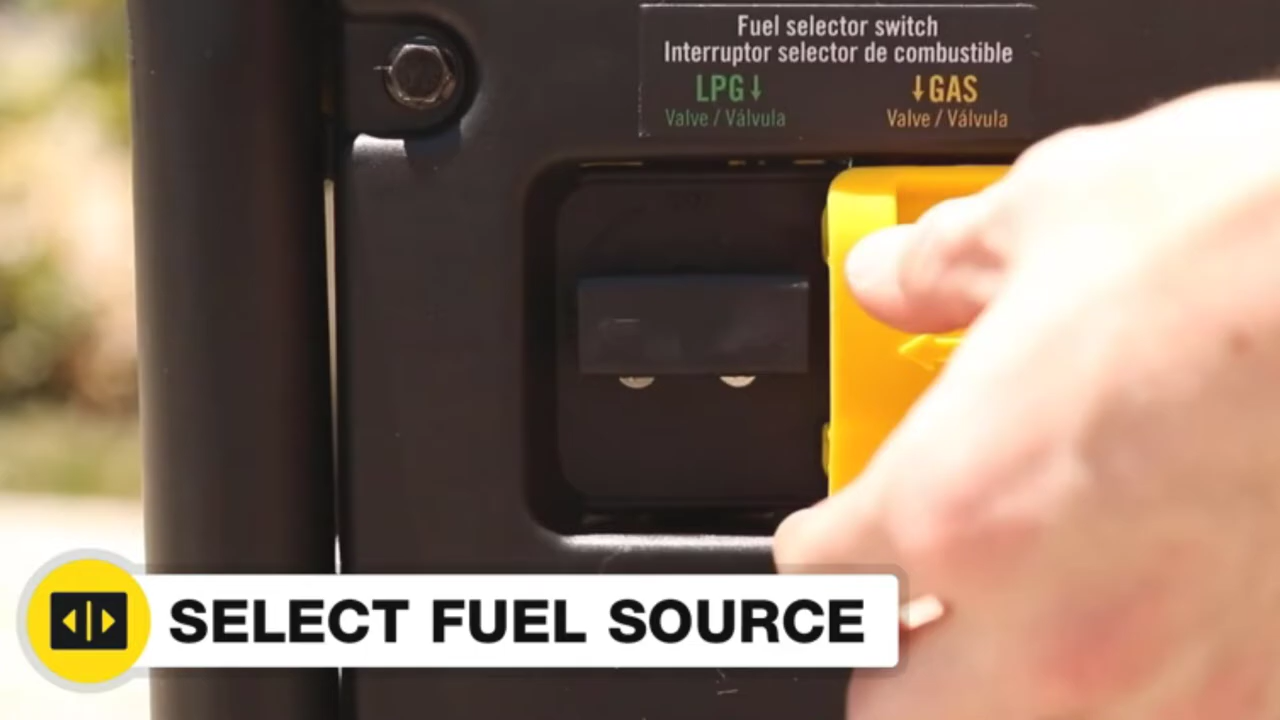 Fuel selector switch
Interruptor selector de combustible
LPG↓ ↓GAS
Valve / Válvula Valve / Válvula
SELECT FUEL SOURCE